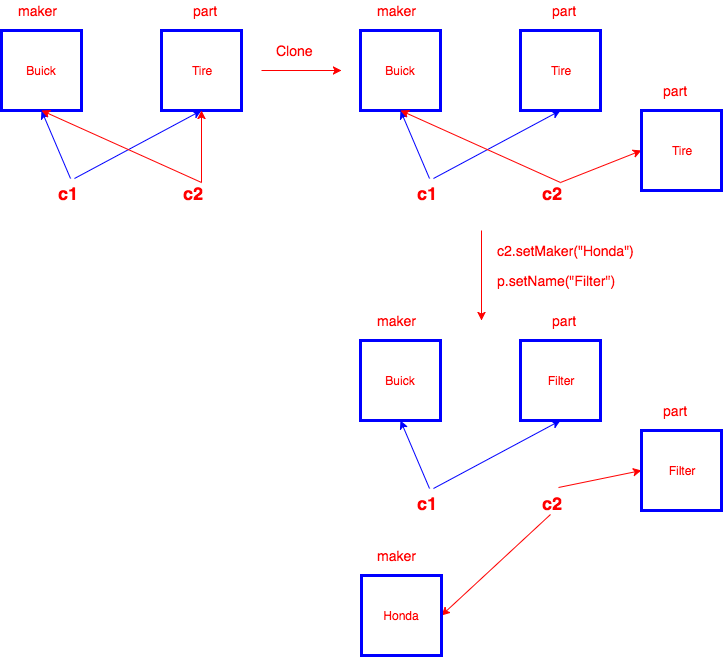 maker
part
Buick
Tire
c1
c2
Clone
maker
part
Buick
Tire
part
Tire
c1
c2
c2.setMaker("Honda")
p.setName("Filter")
maker
part
Buick
Filter
part
Filter
c1
c2
maker
Honda